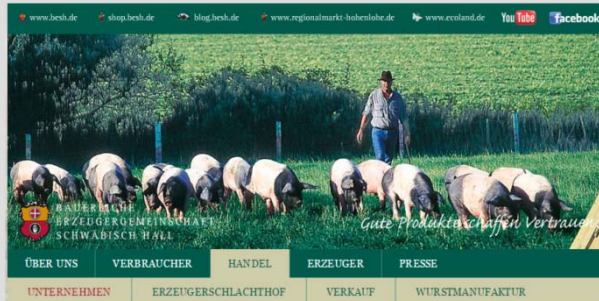 www.besh.de shop.besh.de blog.besh.de www.regionalmarkt-hohenlohe.de www.ecoland.de YouTube facebook
BÄUERLICHE
ERZEUGERGEMEINSCHAFT
SCHWÄBISCH HALL
Gute Produkte schaffen Vertrauen
ÜBER UNS VERBRAUCHER HANDEL ERZEUGER PRESSE
UNTERNEHMEN ERZEUGERSCHLACHTHOF VERKAUF WURSTMANUFAKTUR